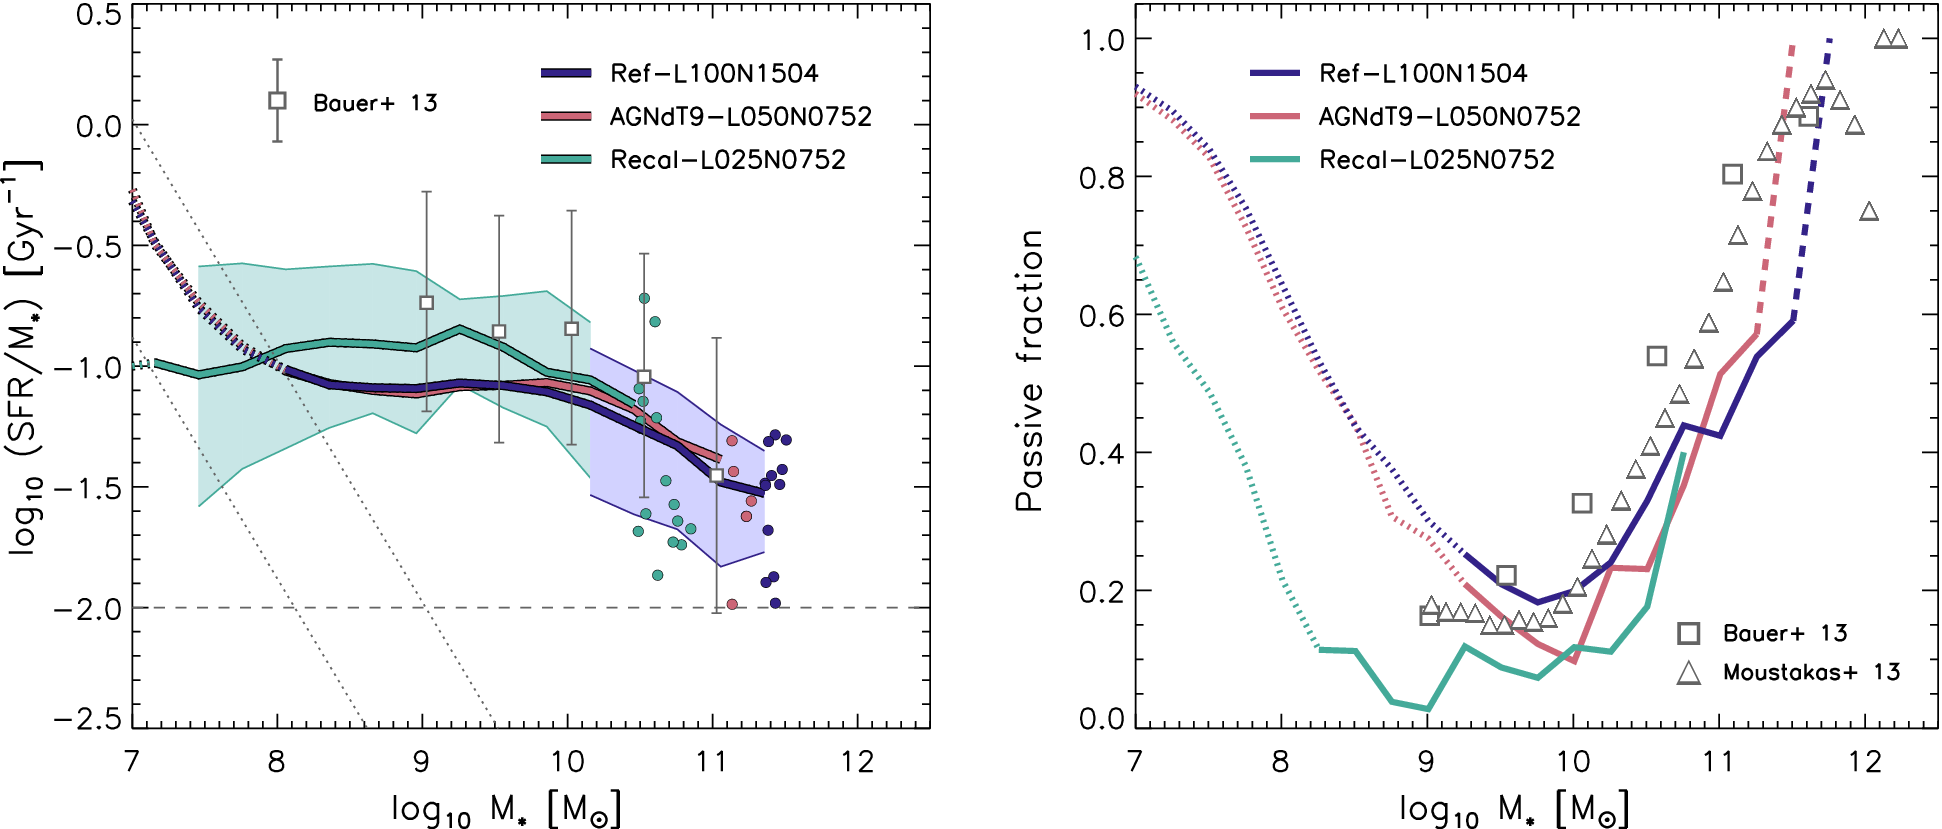 0.5
0.0
−0.5
−1.0
−1.5
−2.0
−2.5
log10 (SFR/M*) [Gyr−1]
Bauer+ 13
Ref−L100N1504
AGNdT9−L050N0752
Recal−L025N0752
7 8 9 10 11 12
log10 M* [M⊙]
1.0
0.8
0.6
0.4
0.2
0.0
Passive fraction
Ref−L100N1504
AGNdT9−L050N0752
Recal−L025N0752
Bauer+ 13
Moustakas+ 13
7 8 9 10 11 12
log10 M* [M⊙]